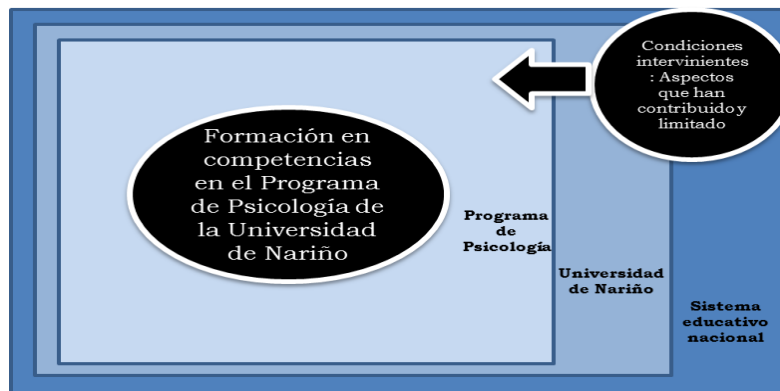 Condiciones
intervinientes
: Aspectos
que han
contribuido y
limitado
Formación en
competencias
en el Programa
de Psicología de
la Universidad
de Nariño
Programa
de
Psicología
Universidad
de Nariño
Sistema
educativo
nacional